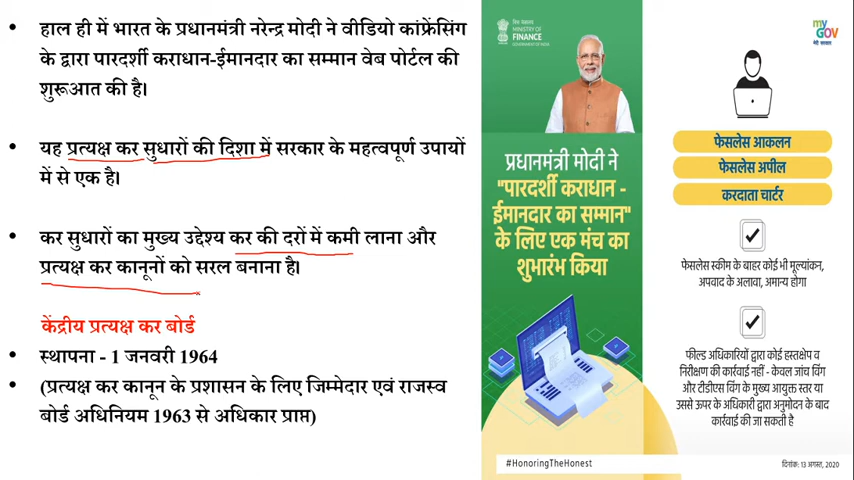 हाल ही में भारत के प्रधानमंत्री नरेन्द्र मोदी ने वीडियो कांफ्रेंसिंग
के द्वारा पारदर्शी कराधान-ईमानदार का सम्मान वेब पोर्टल की
शुरूआत की है।
यह प्रत्यक्ष कर सुधारों की दिशा में सरकार के महत्वपूर्ण उपायों
में से एक है।
कर सुधारों का मुख्य उद्देश्य कर की दरों में कमी लाना और
प्रत्यक्ष कर कानूनों को सरल बनाना है।
केंद्रीय प्रत्यक्ष कर बोर्ड
स्थापना - 1 जनवरी 1964
(प्रत्यक्ष कर कानून के प्रशासन के लिए जिम्मेदार एवं राजस्व
बोर्ड अधिनियम 1963 से अधिकार प्राप्त)
MINISTRY OF
FINANCE
प्रधानमंत्री मोदी ने
"पारदर्शी कराधान -
ईमानदार का सम्मान"
के लिए एक मंच का
शुभारंभ किया
#HonoringTheHonest
my
GOV
मेरी सरकार
फेसलेस आकलन
फेसलेस अपील
करदाता चार्टर
फेसलेस स्कीम के बाहर कोई भी मूल्यांकन,
अपवाद के अलावा, अमान्य होगा
फील्ड अधिकारियों द्वारा कोई हस्तक्षेप व
निरीक्षण की कार्रवाई नहीं - केवल जांच विंग
और टीडीएस विंग के मुख्य आयुक्त स्तर या
उससे ऊपर के अधिकारी द्वारा अनुमोदन के बाद
कार्रवाई की जा सकती है
दिनांक: 13 अगस्त, 2020